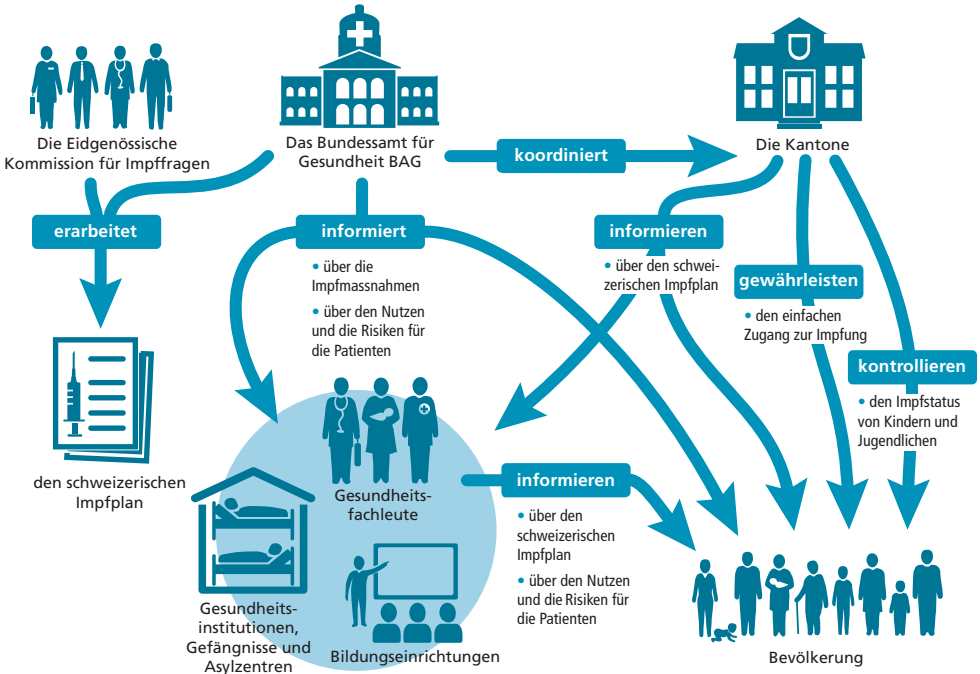 Die Eidgenössische
Kommission für Impffragen
Das Bundesamt für
Gesundheit BAG
koordiniert
Die Kantone
erarbeitet
informiert
• über die
Impfmassnahmen
• über den Nutzen
und die Risiken für
die Patienten
informieren
• über den schwei-
zerischen Impfplan
gewährleisten
• den einfachen
Zugang zur Impfung
kontrollieren
• den Impfstatus
von Kindern und
Jugendlichen
den schweizerischen
Impfplan
Gesundheits-
fachleute
Gesundheits-
institutionen,
Gefängnisse und
Asylzentren
Bildungseinrichtungen
informieren
• über den
schweizerischen
Impfplan
• über den Nutzen
und die Risiken für
die Patienten
Bevölkerung